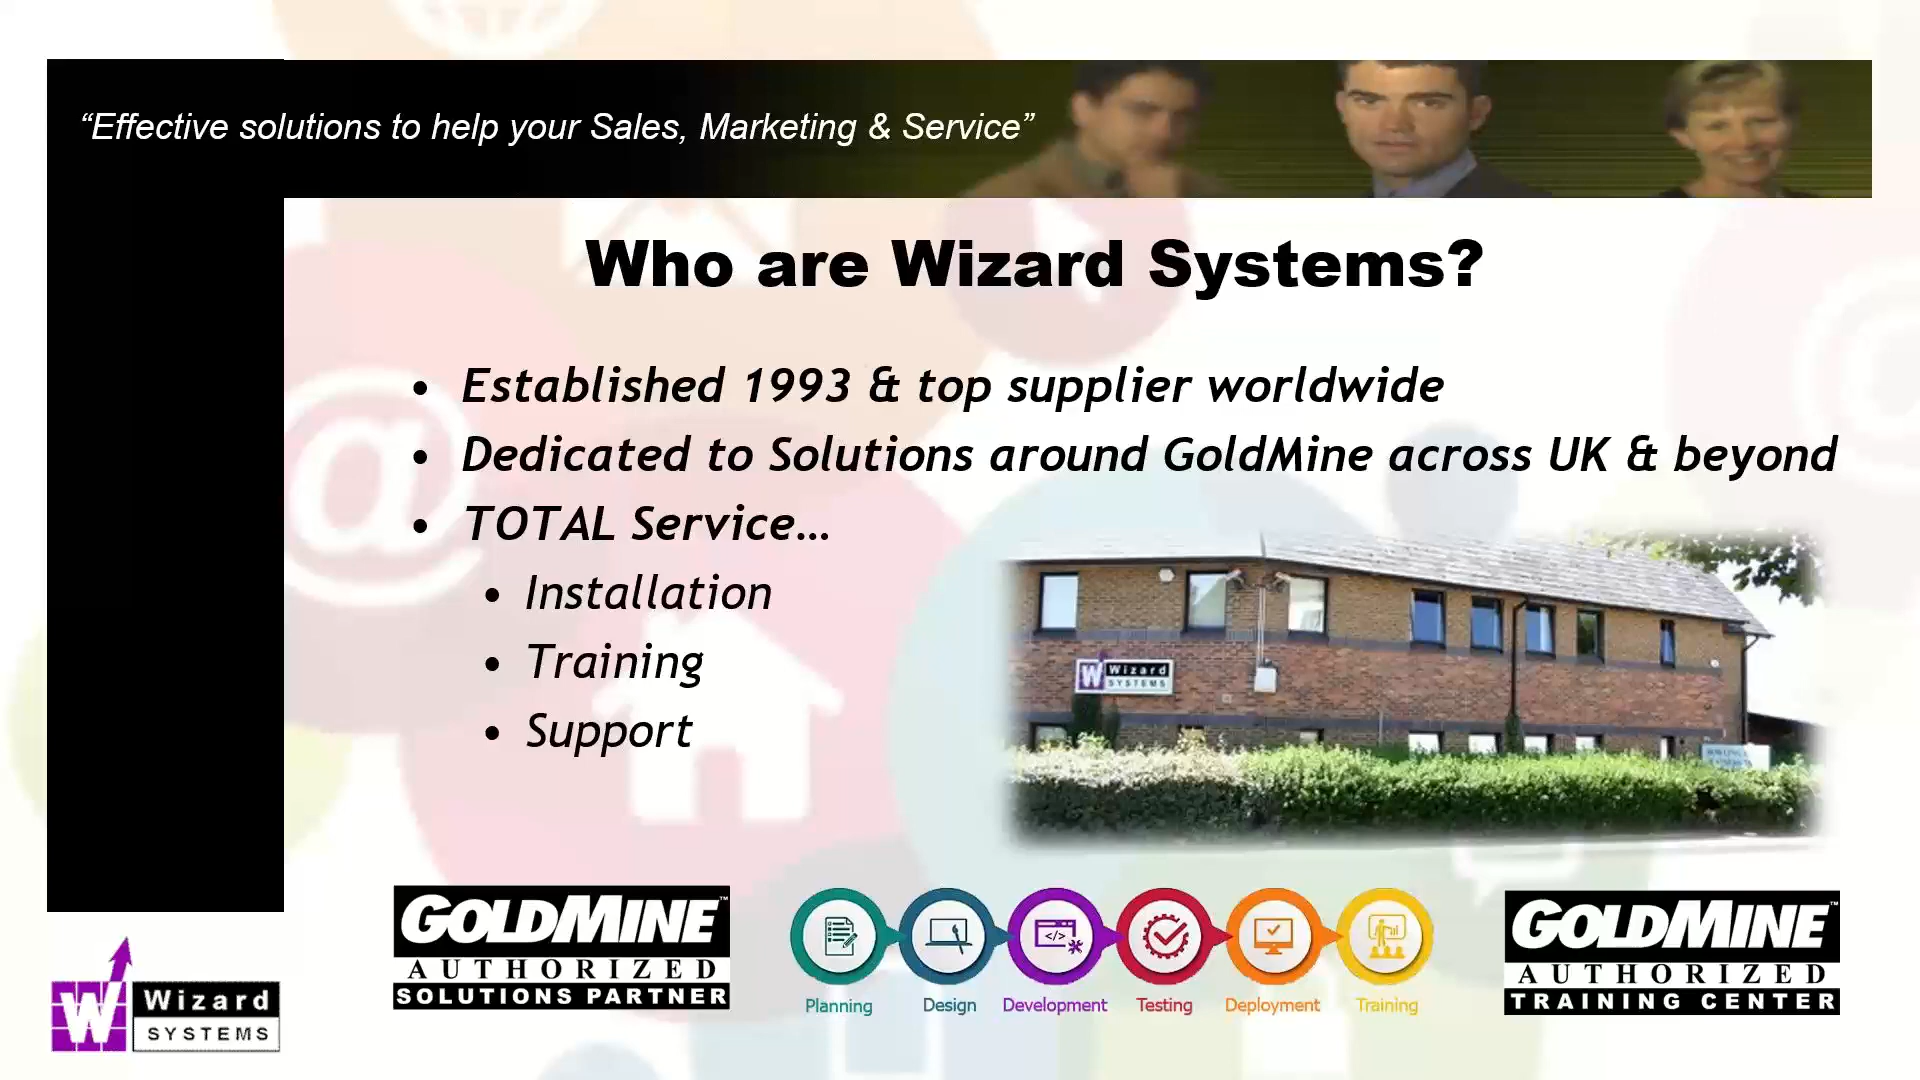 “Effective solutions to help your Sales, Marketing & Service”
Who are Wizard Systems?
• Established 1993 & top supplier worldwide
• Dedicated to Solutions around GoldMine across UK & beyond
• TOTAL Service…
• Installation
• Training
• Support
W Wizard
SYSTEMS
GOLDMINE™
AUTHORIZED
SOLUTIONS PARTNER
Planning Design Development Testing Deployment Training
GOLDMINE™
AUTHORIZED
TRAINING CENTER
W Wizard
SYSTEMS